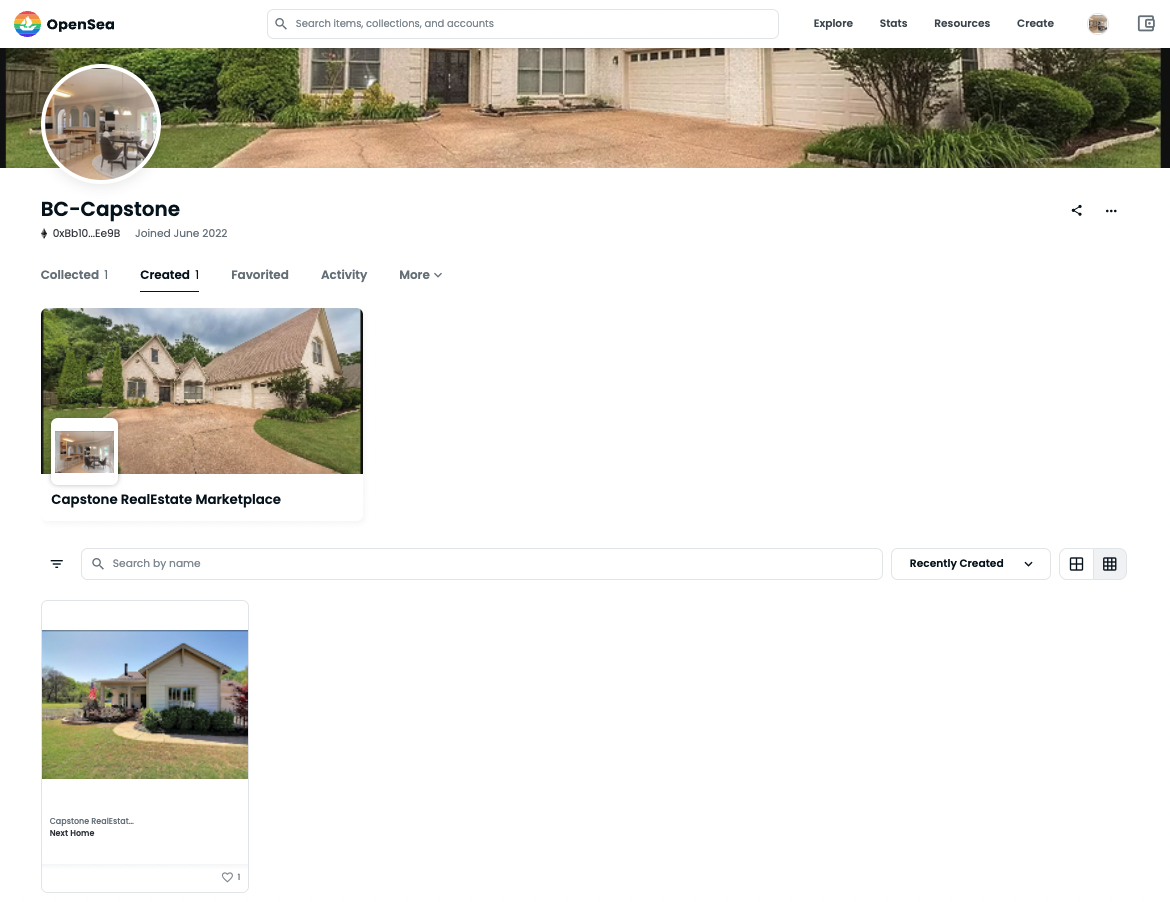 OpenSea
Search items, collections, and accounts
Explore Stats Resources Create
BC-Capstone
0xBb10...Ee9B Joined June 2022
Collected 1 Created 1 Favorited Activity More
Capstone RealEstate Marketplace
Search by name
Recently Created
Capstone RealEstat...
Next Home
1